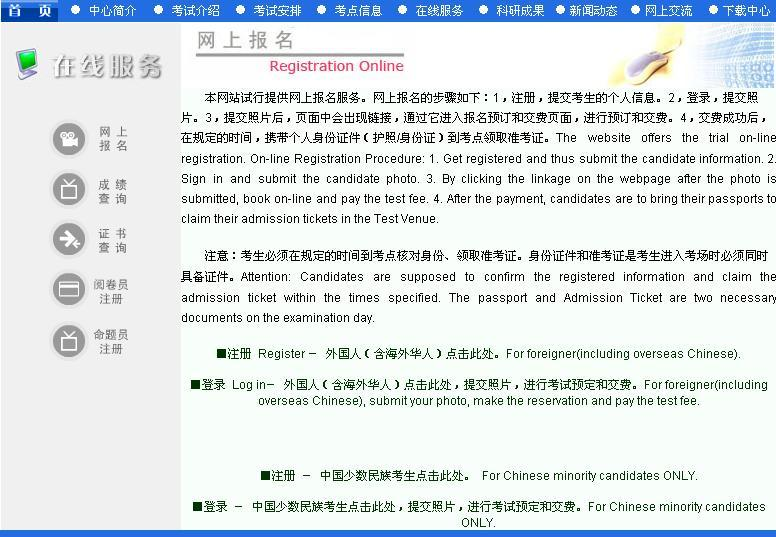 首 页 中心简介 考试介绍 考试安排 考点信息 在线服务 科研成果 新闻动态 网上交流 下载中心
在线服务
网 上
报 名
成 绩
查 询
证 书
查 询
阅卷员
注册
命题员
注册
网上报名
Registration Online
本网站试行提供网上报名服务。网上报名的步骤如下：1，注册，提交考生的个人信息。2，登录，提交照
片。3，提交照片后，页面中会出现链接，通过它进入报名预订和交费页面，进行预订和交费。4，交费成功后，
在规定的时间，携带个人身份证件（护照/身份证）到考点领取准考证。The website offers the trial on-line
registration. On-line Registration Procedure: 1. Get registered and thus submit the candidate information. 2.
Sign in and submit the candidate photo. 3. By clicking the linkage on the webpage after the photo is
submitted, book on-line and pay the test fee. 4. After the payment, candidates are to bring their passports to
claim their admission tickets in the Test Venue.
注意：考生必须在规定的时间到考点核对身份、领取准考证。身份证件和准考证是考生进入考场时必须同时
具备证件。Attention: Candidates are supposed to confirm the registered information and claim the
admission ticket within the times specified. The passport and Admission Ticket are two necessary
documents on the examination day.
■注册 Register － 外国人（含海外华人）点击此处。For foreigner(including overseas Chinese).
■登录 Log in－ 外国人（含海外华人）点击此处，提交照片，进行考试预定和交费。For foreigner(including
overseas Chinese), submit your photo, make the reservation and pay the test fee.
■注册 － 中国少数民族考生点击此处。 For Chinese minority candidates ONLY.
■登录 － 中国少数民族考生点击此处，提交照片，进行考试预定和交费。For Chinese minority candidates
ONLY.